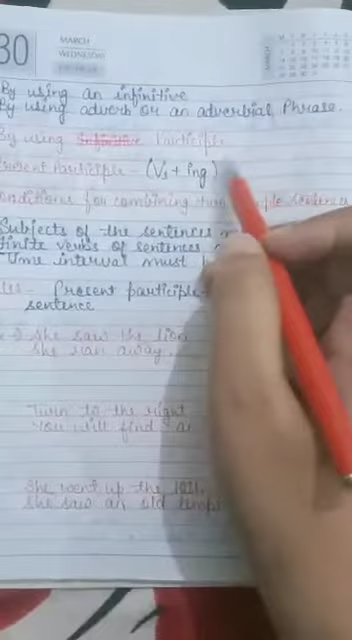 30
MARCH
WEDNESDAY
By using an infinitive
By using adverb or an adverbial Phrase.
By using Infinitive Participle
Present Participle - (V₁ + ing)
Conditions for combining sentences
Subjects of the sentences
finite verbs of sentences
Time interval must
Present participle
sentence
She saw the lion
She ran away.
Turn to the right
You will find
She went up the hill.
She saw an old temp